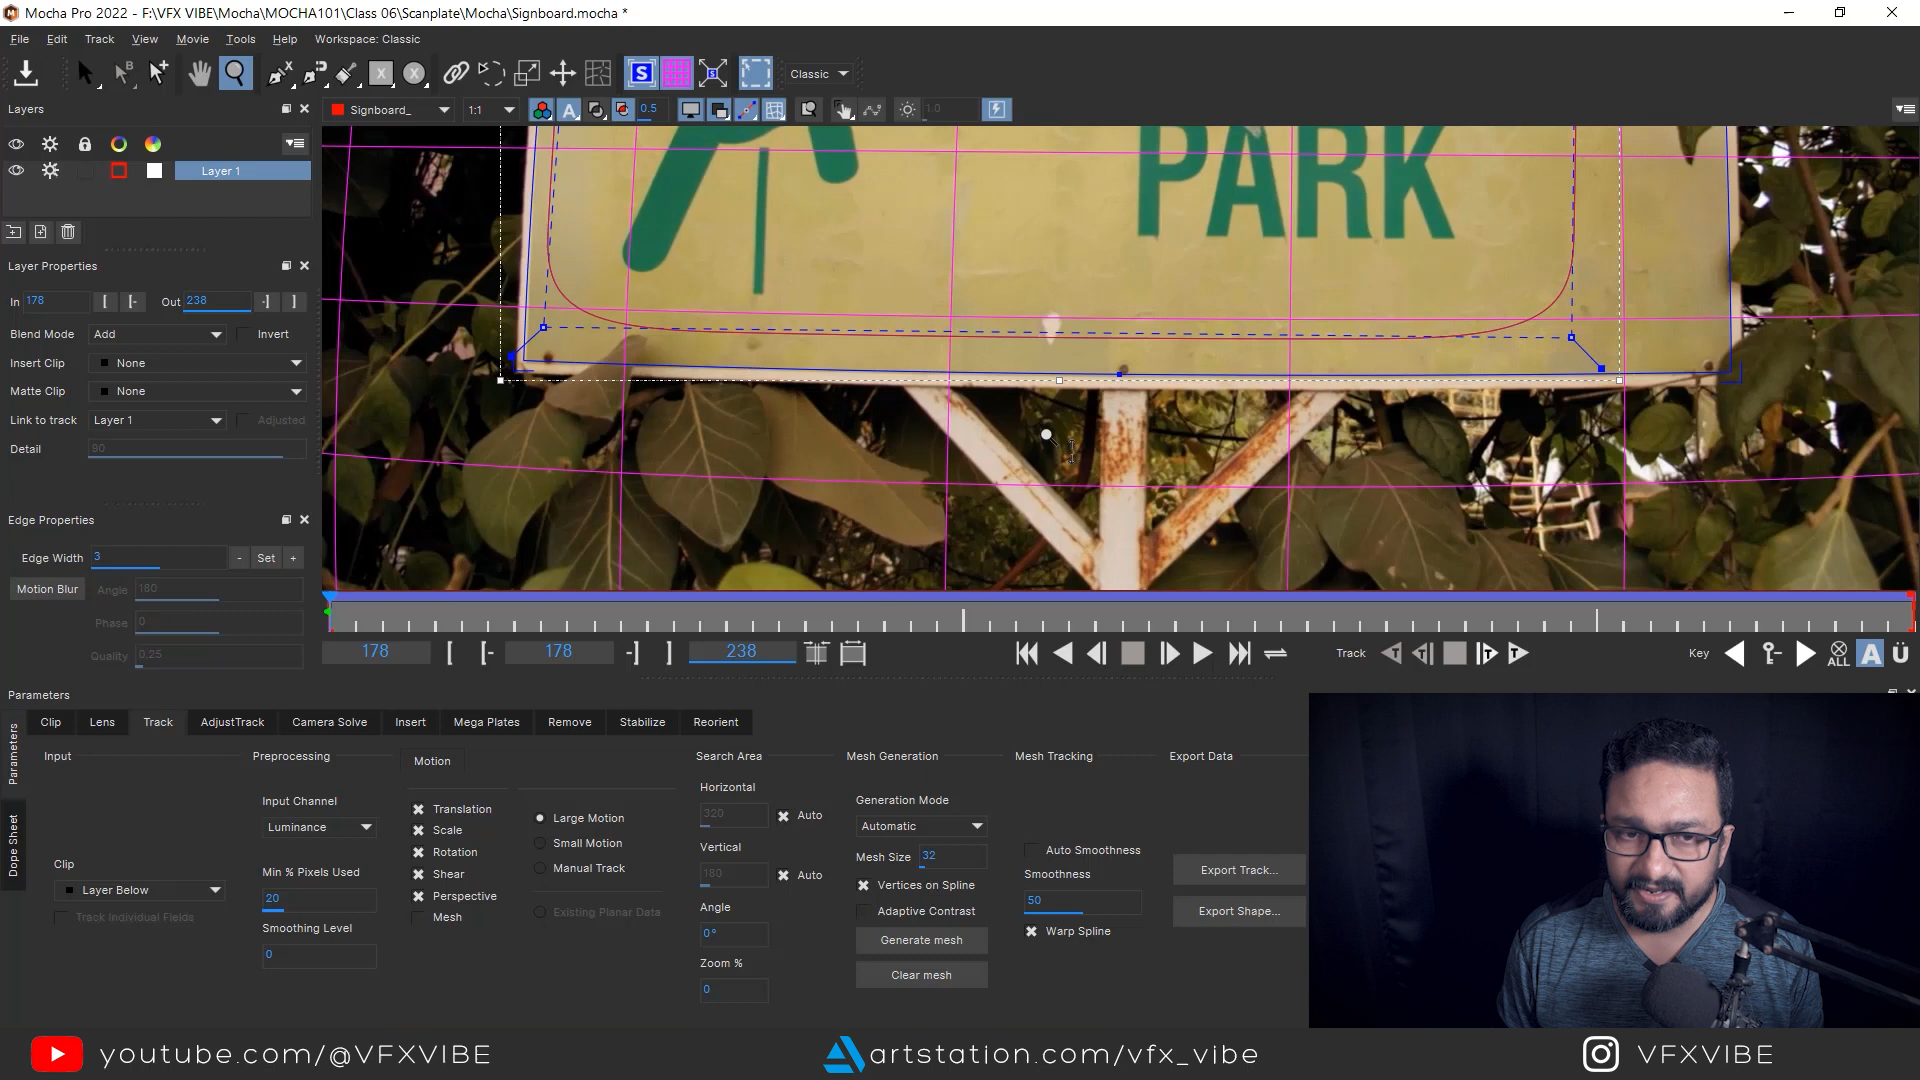 Mocha Pro 2022 - F:\VFX VIBE\Mocha\MOCHA101\Class 06\Scanplate\Mocha\Signboard.mocha *
File Edit Track View Movie Tools Help Workspace: Classic
Classic
Layers
Signboard_ 1:1 A 0.5 1.0
Layer 1
PARK
Layer Properties
In 178 Out 238
Blend Mode Add Invert
Insert Clip None
Matte Clip None
Link to track Layer 1 Adjusted
Detail 90
Edge Properties
Edge Width 3 - Set +
Motion Blur Angle 180
Phase 0
Quality 0.25
178 178 238 Track Key ALL A
Parameters
Parameters
Dope Sheet
Clip Lens Track AdjustTrack Camera Solve Insert Mega Plates Remove Stabilize Reorient
Input
Clip
Layer Below
Track Individual Fields
Preprocessing
Input Channel
Luminance
Min % Pixels Used
20
Smoothing Level
0
Motion
Translation
Scale
Rotation
Shear
Perspective
Mesh
Large Motion
Small Motion
Manual Track
Existing Planar Data
Search Area
Horizontal
320 Auto
Vertical
180 Auto
Angle
0°
Zoom %
0
Mesh Generation
Generation Mode
Automatic
Mesh Size 32
Vertices on Spline
Adaptive Contrast
Generate mesh
Clear mesh
Mesh Tracking
Auto Smoothness
Smoothness
50
Warp Spline
Export Data
Export Track...
Export Shape...
youtube.com/@VFXVIBE
artstation.com/vfx_vibe
VFXVIBE